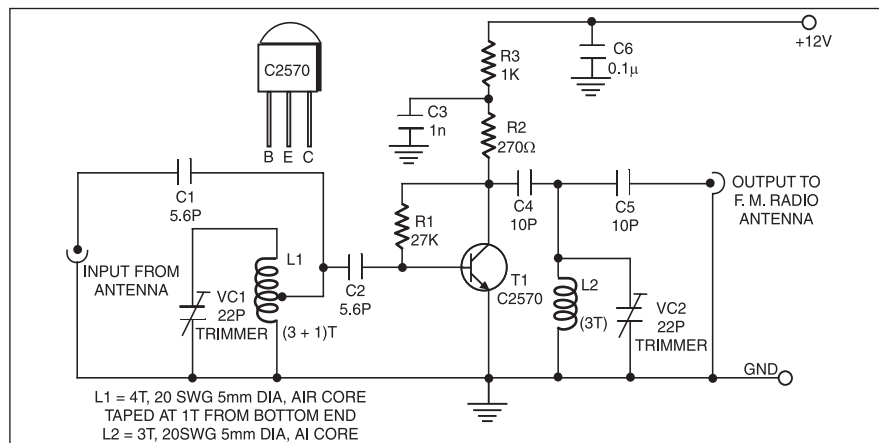 C2570
B E C
R3
1K
C6
0.1µ
+12V
C3
1n
R2
270Ω
C1
5.6P
R1
27K
C4
10P
C5
10P
OUTPUT TO
F. M. RADIO
ANTENNA
INPUT FROM
ANTENNA
L1
C2
5.6P
T1
C2570
L2
(3T)
VC1
22P
TRIMMER
(3 + 1)T
VC2
22P
TRIMMER
GND
L1 = 4T, 20 SWG 5mm DIA, AIR CORE
TAPED AT 1T FROM BOTTOM END
L2 = 3T, 20SWG 5mm DIA, AI CORE